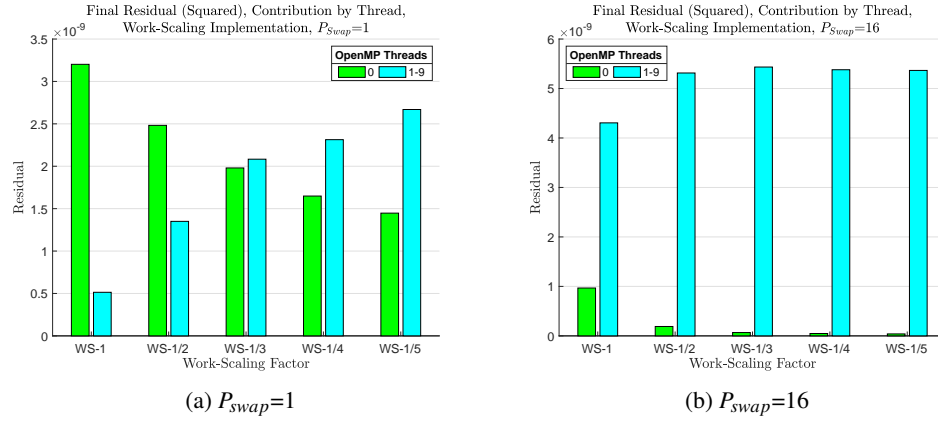 Final Residual (Squared), Contribution by Thread,
Work-Scaling Implementation, P_Swap=1
×10⁻⁹
3.5
3
2.5
2
1.5
1
0.5
0
Residual
OpenMP Threads
0 1-9
WS-1 WS-1/2 WS-1/3 WS-1/4 WS-1/5
Work-Scaling Factor
(a) P_swap=1
Final Residual (Squared), Contribution by Thread,
Work-Scaling Implementation, P_Swap=16
×10⁻⁹
6
5
4
3
2
1
0
Residual
OpenMP Threads
0 1-9
WS-1 WS-1/2 WS-1/3 WS-1/4 WS-1/5
Work-Scaling Factor
(b) P_swap=16